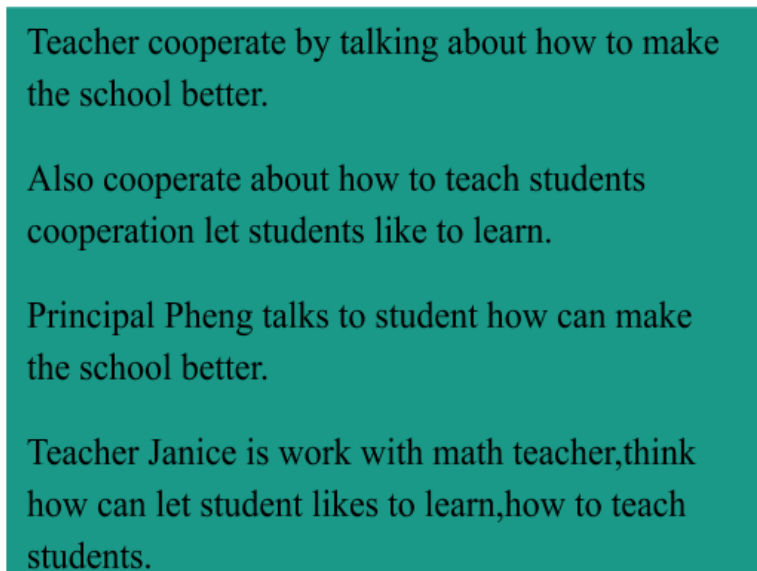 Teacher cooperate by talking about how to make
the school better.
Also cooperate about how to teach students
cooperation let students like to learn.
Principal Pheng talks to student how can make
the school better.
Teacher Janice is work with math teacher,think
how can let student likes to learn,how to teach
students.